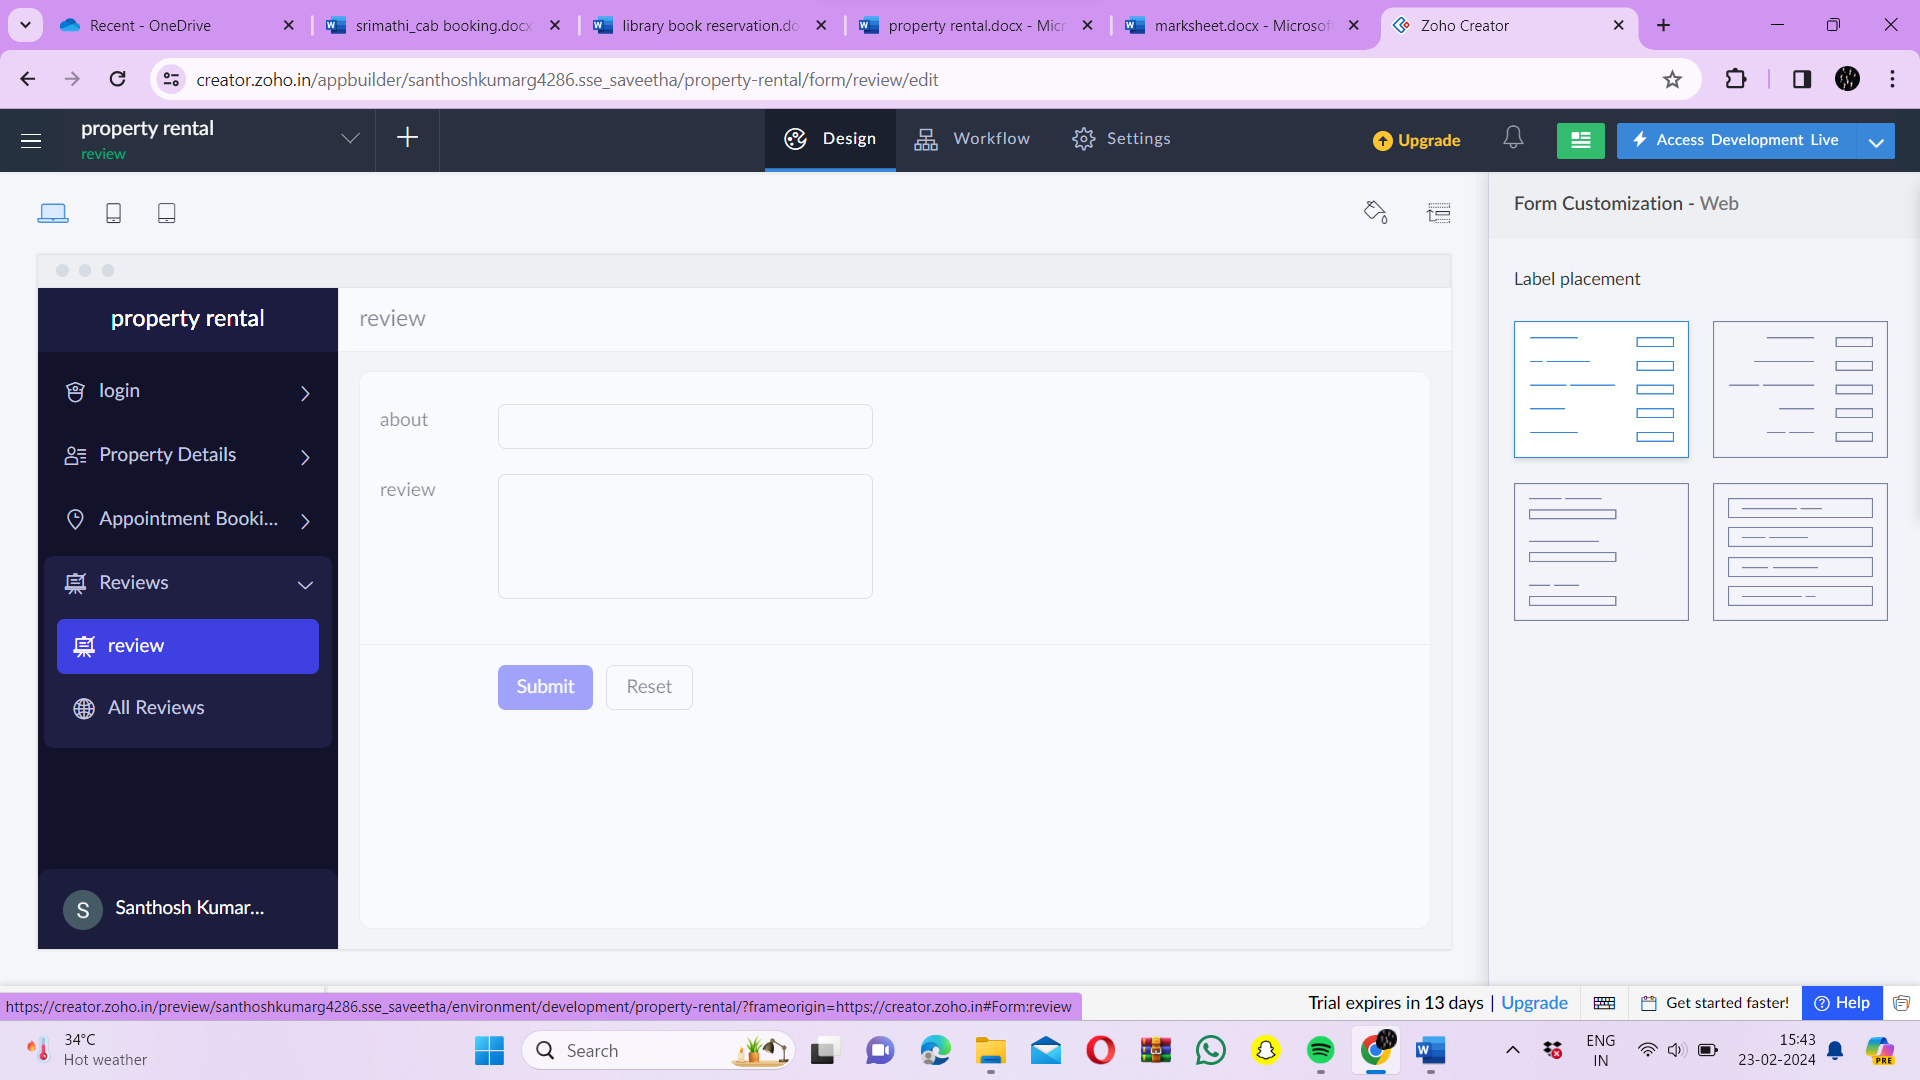 Recent - OneDrive
srimathi_cab booking.docx
library book reservation.do
property rental.docx - Micr
marksheet.docx - Microsof
Zoho Creator
creator.zoho.in/appbuilder/santhoshkumarg4286.sse_saveetha/property-rental/form/review/edit
property rental
review
Design
Workflow
Settings
Upgrade
Access Development Live
Form Customization - Web
Label placement
property rental
review
login
Property Details
Appointment Booki...
Reviews
review
All Reviews
about
review
Submit
Reset
S
Santhosh Kumar...
https://creator.zoho.in/preview/santhoshkumarg4286.sse_saveetha/environment/development/property-rental/?frameorigin=https://creator.zoho.in#Form:review
Trial expires in 13 days | Upgrade
Get started faster!
Help
34°C
Hot weather
Search
ENG
IN
15:43
23-02-2024
PRE